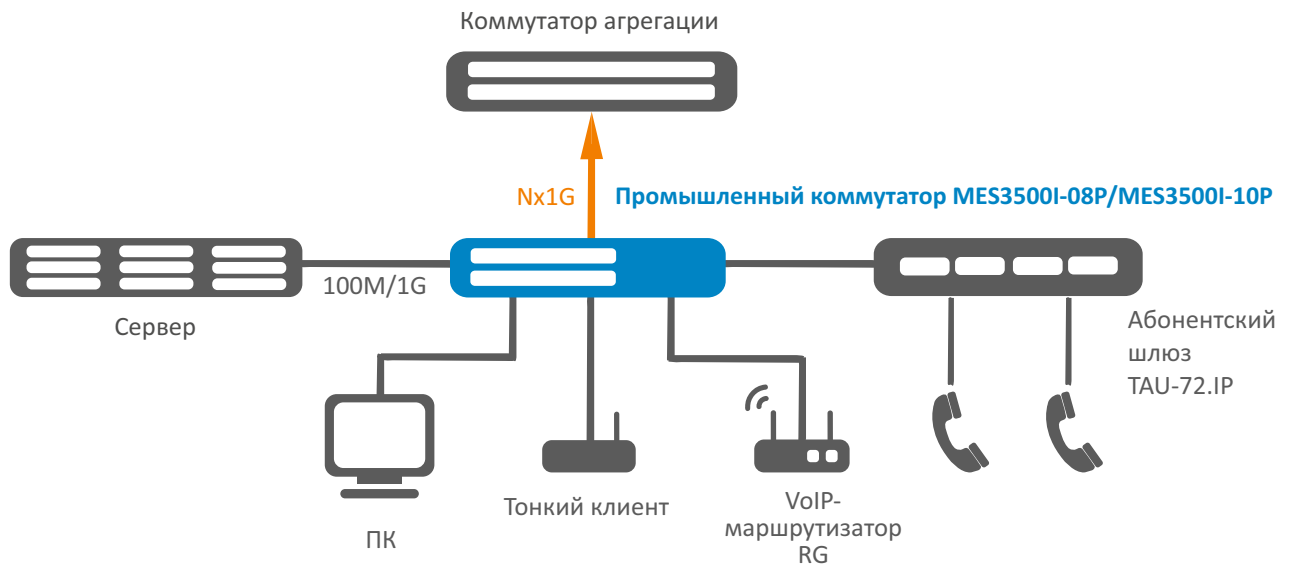 Коммутатор агрегации
Nx1G
Промышленный коммутатор MES3500I-08P/MES3500I-10P
100M/1G
Сервер
Абонентский
шлюз
TAU-72.IP
ПК
Тонкий клиент
VoIP-
маршрутизатор
RG